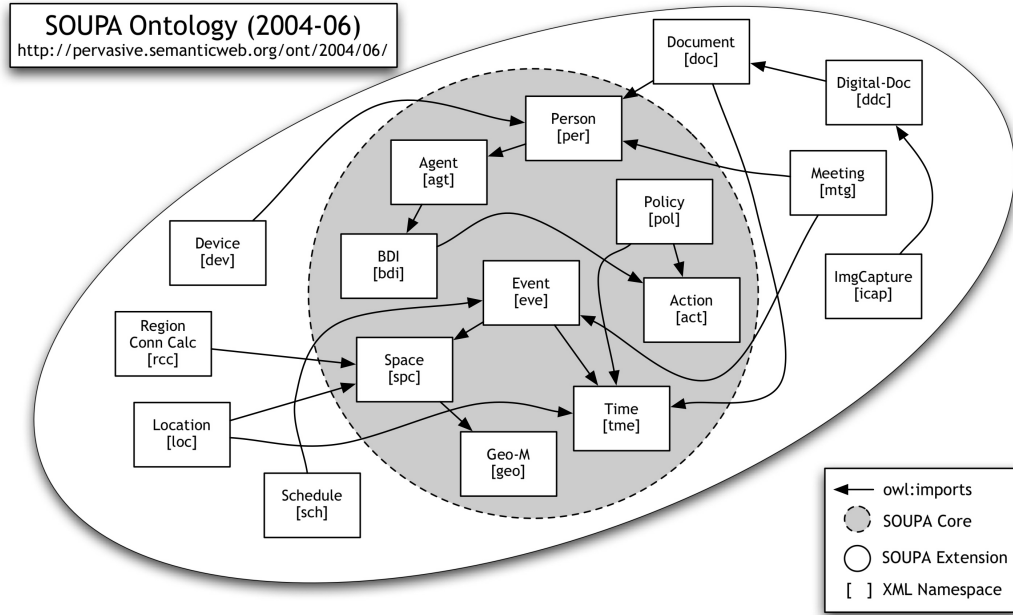 SOUPA Ontology (2004-06)
http://pervasive.semanticweb.org/ont/2004/06/
Document
[doc]
Digital-Doc
[ddc]
Person
[per]
Agent
[agt]
Meeting
[mtg]
Policy
[pol]
Device
[dev]
BDI
[bdi]
Event
[eve]
Action
[act]
ImgCapture
[icap]
Region
Conn Calc
[rcc]
Space
[spc]
Location
[loc]
Time
[tme]
Geo-M
[geo]
Schedule
[sch]
owl:imports
SOUPA Core
SOUPA Extension
[ ] XML Namespace